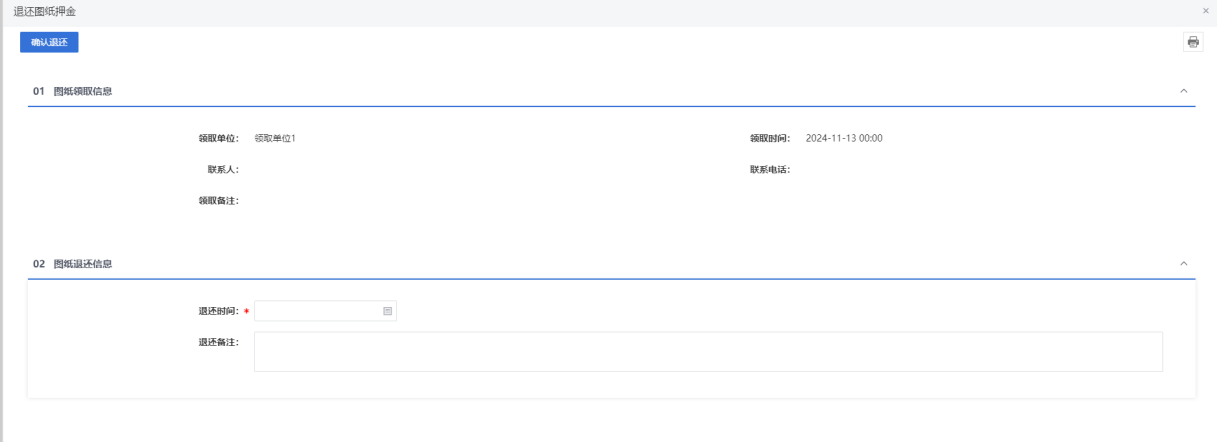 退还图纸押金
确认退还
01 图纸领取信息
领取单位： 领取单位1 领取时间： 2024-11-13 00:00
联系人： 联系电话：
领取备注：
02 图纸退还信息
退还时间： *
退还备注：